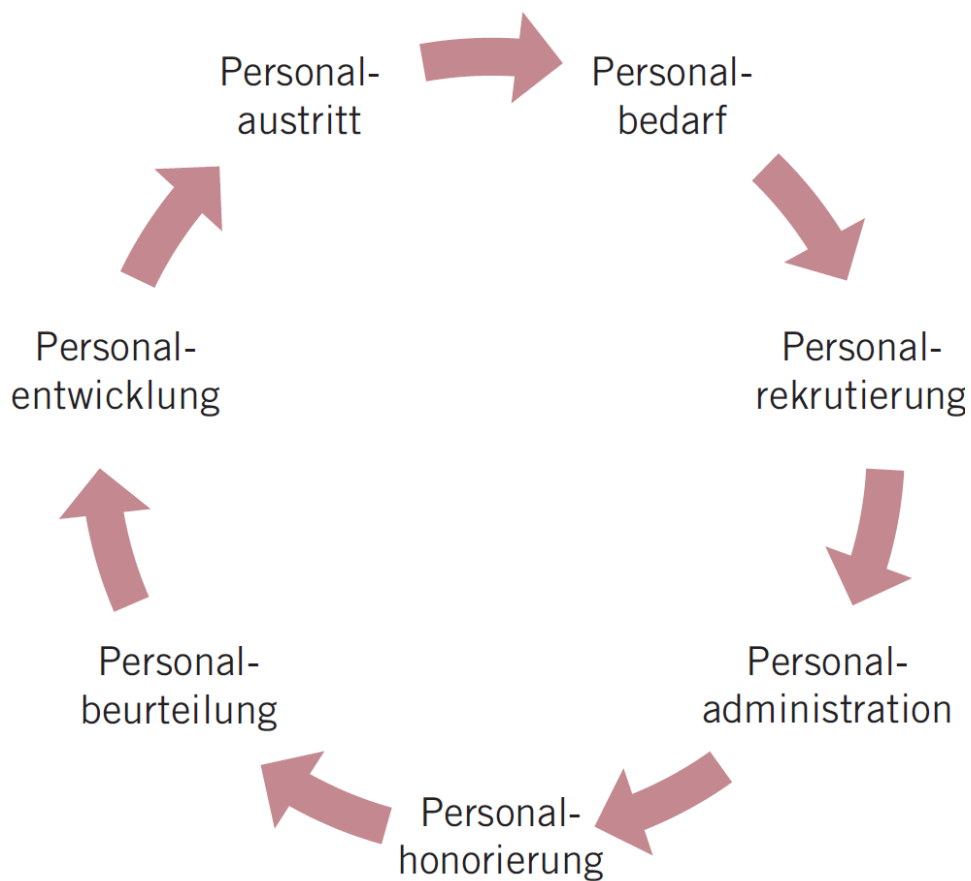 Personal-
austritt
Personal-
bedarf
Personal-
rekrutierung
Personal-
administration
Personal-
honorierung
Personal-
beurteilung
Personal-
entwicklung